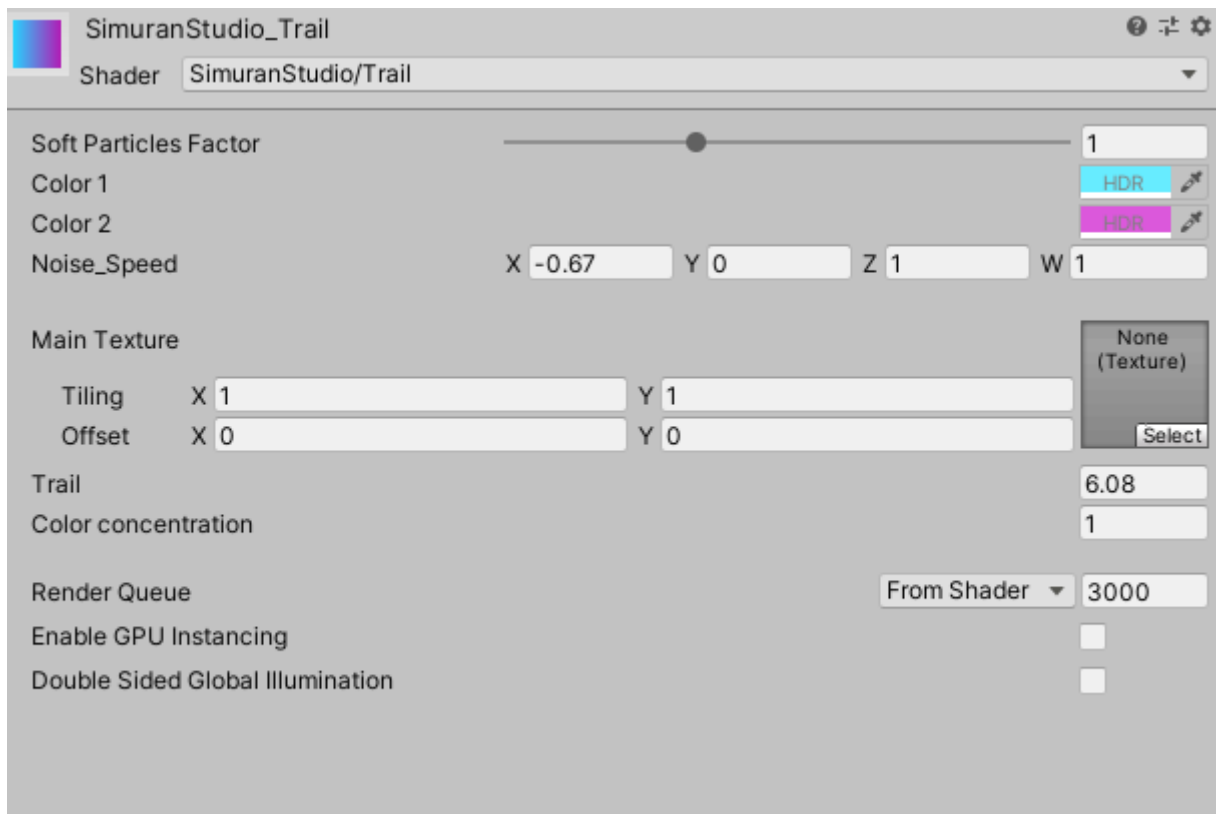 SimuranStudio_Trail
Shader SimuranStudio/Trail
Soft Particles Factor 1
Color 1 HDR
Color 2 HDR
Noise_Speed X -0.67 Y 0 Z 1 W 1
Main Texture None
(Texture)
Tiling X 1 Y 1
Offset X 0 Y 0 Select
Trail 6.08
Color concentration 1
Render Queue From Shader 3000
Enable GPU Instancing
Double Sided Global Illumination